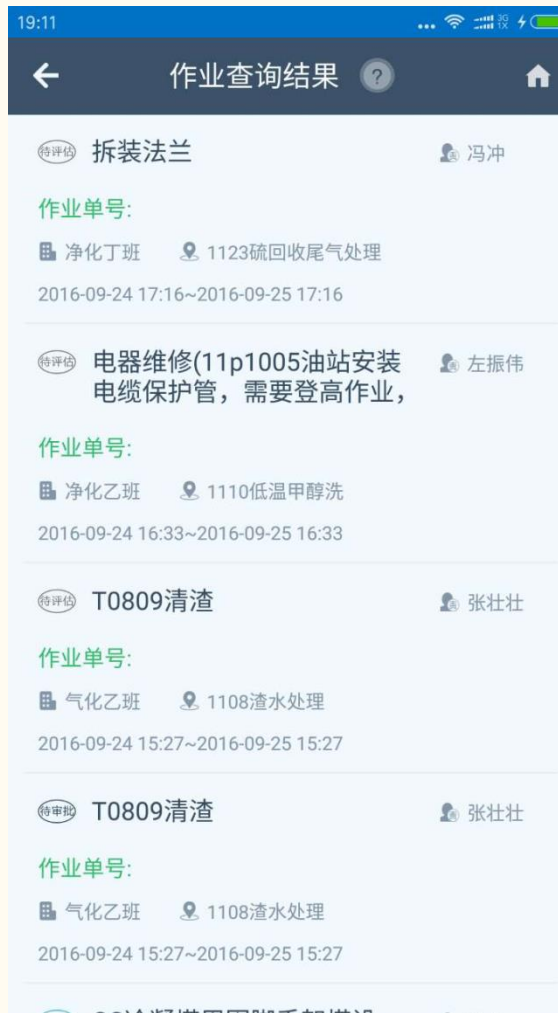 19:11
作业查询结果 ?
待评估 拆装法兰 冯冲
作业单号:
净化丁班 1123硫回收尾气处理
2016-09-24 17:16~2016-09-25 17:16
待评估 电器维修(11p1005油站安装 左振伟
电缆保护管，需要登高作业，
作业单号:
净化乙班 1110低温甲醇洗
2016-09-24 16:33~2016-09-25 16:33
待评估 T0809清渣 张壮壮
作业单号:
气化乙班 1108渣水处理
2016-09-24 15:27~2016-09-25 15:27
待审批 T0809清渣 张壮壮
作业单号:
气化乙班 1108渣水处理
2016-09-24 15:27~2016-09-25 15:27